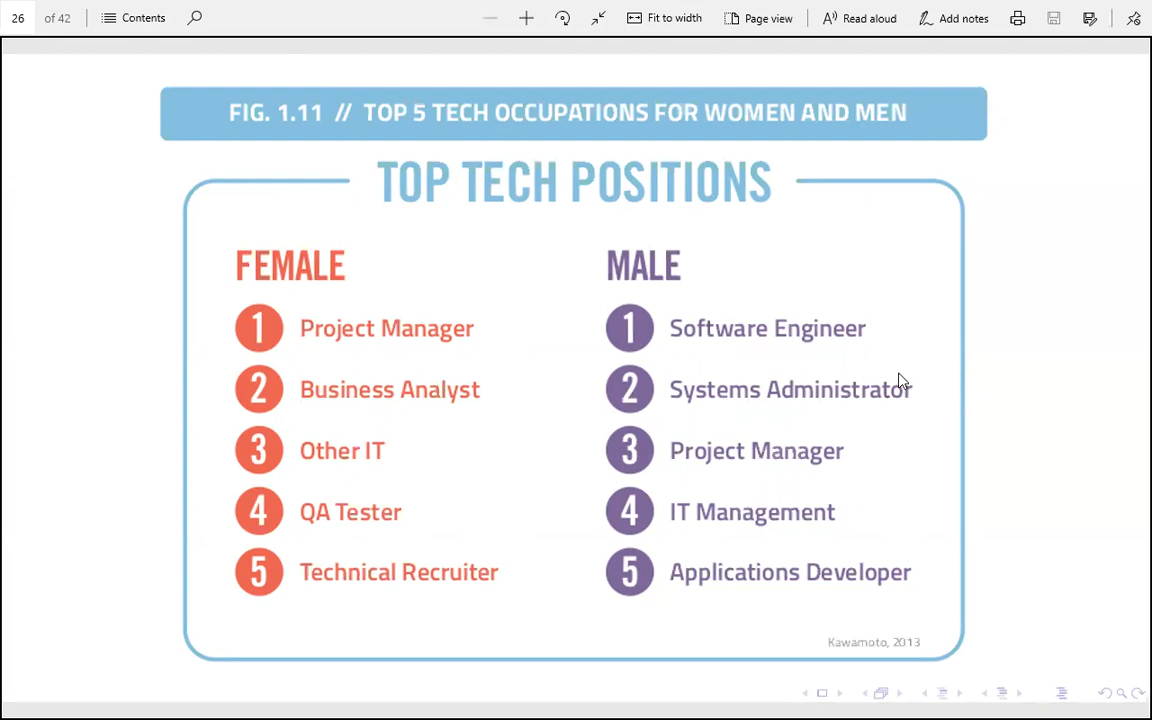 26 of 42 Contents Fit to width Page view Read aloud Add notes
FIG. 1.11 // TOP 5 TECH OCCUPATIONS FOR WOMEN AND MEN
TOP TECH POSITIONS
FEMALE
1 Project Manager
2 Business Analyst
3 Other IT
4 QA Tester
5 Technical Recruiter
MALE
1 Software Engineer
2 Systems Administrator
3 Project Manager
4 IT Management
5 Applications Developer
Kawamoto, 2013